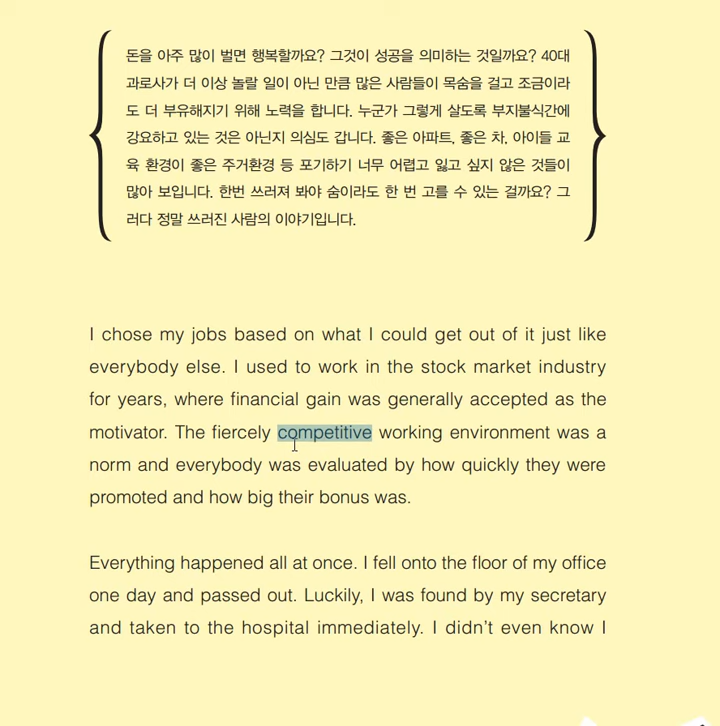 돈을 아주 많이 벌면 행복할까요? 그것이 성공을 의미하는 것일까요? 40대
과로사가 더 이상 놀랄 일이 아닌 만큼 많은 사람들이 목숨을 걸고 조금이라
도 더 부유해지기 위해 노력을 합니다. 누군가 그렇게 살도록 부지불식간에
강요하고 있는 것은 아닌지 의심도 갑니다. 좋은 아파트, 좋은 차, 아이들 교
육 환경이 좋은 주거환경 등 포기하기 너무 어렵고 잃고 싶지 않은 것들이
많아 보입니다. 한번 쓰러져 봐야 숨이라도 한 번 고를 수 있는 걸까요? 그
러다 정말 쓰러진 사람의 이야기입니다.
I chose my jobs based on what I could get out of it just like
everybody else. I used to work in the stock market industry
for years, where financial gain was generally accepted as the
motivator. The fiercely competitive working environment was a
norm and everybody was evaluated by how quickly they were
promoted and how big their bonus was.
Everything happened all at once. I fell onto the floor of my office
one day and passed out. Luckily, I was found by my secretary
and taken to the hospital immediately. I didn't even know I